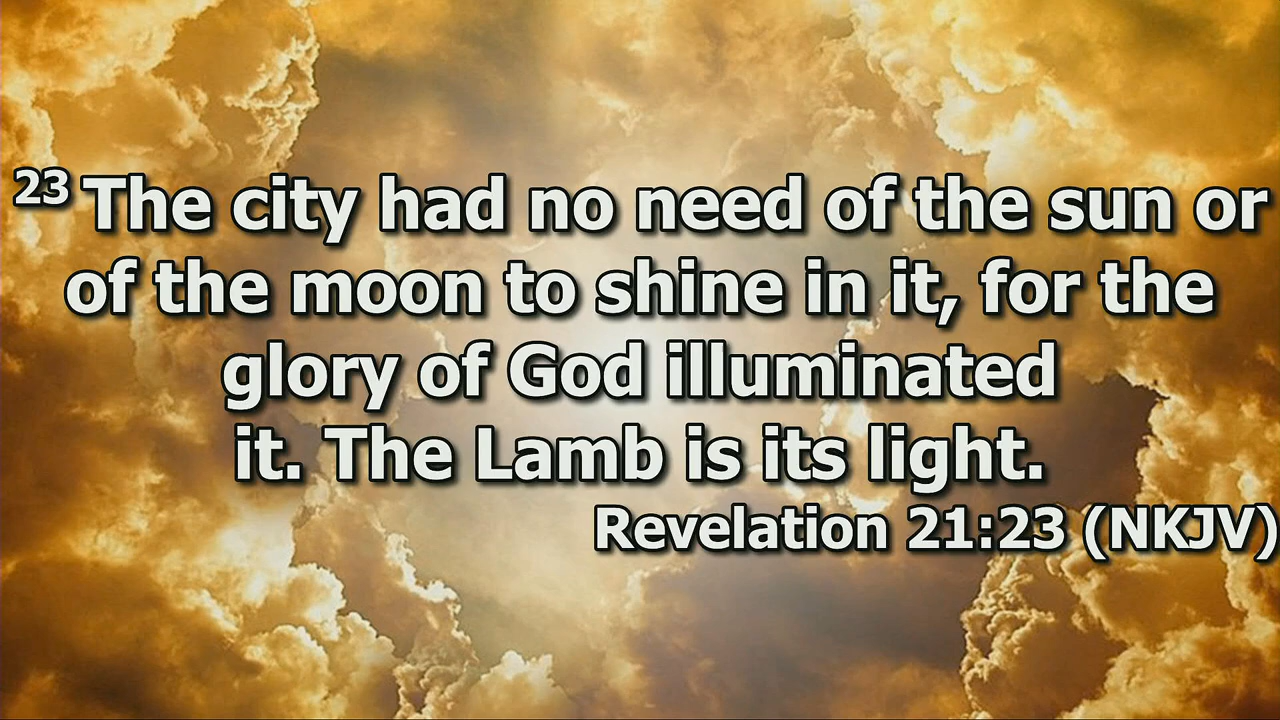 23 The city had no need of the sun or
of the moon to shine in it, for the
glory of God illuminated
it. The Lamb is its light.
Revelation 21:23 (NKJV)